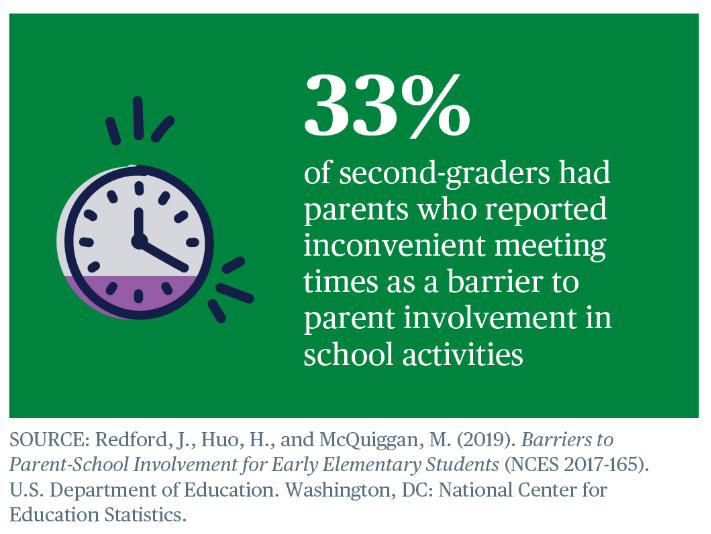 33%
of second-graders had
parents who reported
inconvenient meeting
times as a barrier to
parent involvement in
school activities
SOURCE: Redford, J., Huo, H., and McQuiggan, M. (2019). Barriers to
Parent-School Involvement for Early Elementary Students (NCES 2017-165).
U.S. Department of Education. Washington, DC: National Center for
Education Statistics.